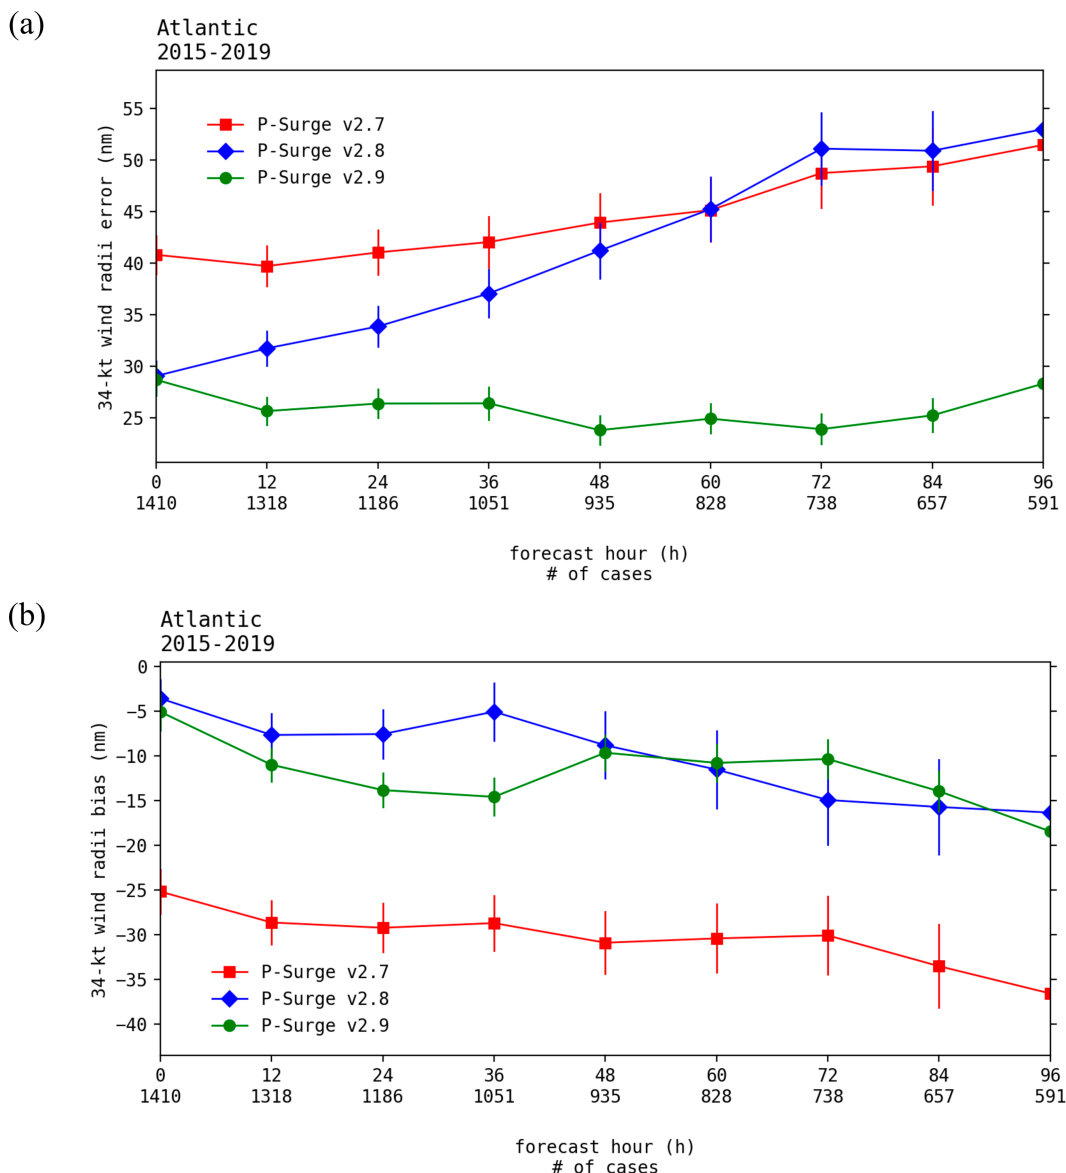 (a)
Atlantic
2015-2019
34-kt wind radii error (nm)
55
50
45
40
35
30
25
P-Surge v2.7
P-Surge v2.8
P-Surge v2.9
0 12 24 36 48 60 72 84 96
1410 1318 1186 1051 935 828 738 657 591
forecast hour (h)
# of cases
(b)
Atlantic
2015-2019
34-kt wind radii bias (nm)
0
−5
−10
−15
−20
−25
−30
−35
−40
P-Surge v2.7
P-Surge v2.8
P-Surge v2.9
0 12 24 36 48 60 72 84 96
1410 1318 1186 1051 935 828 738 657 591
forecast hour (h)
# of cases